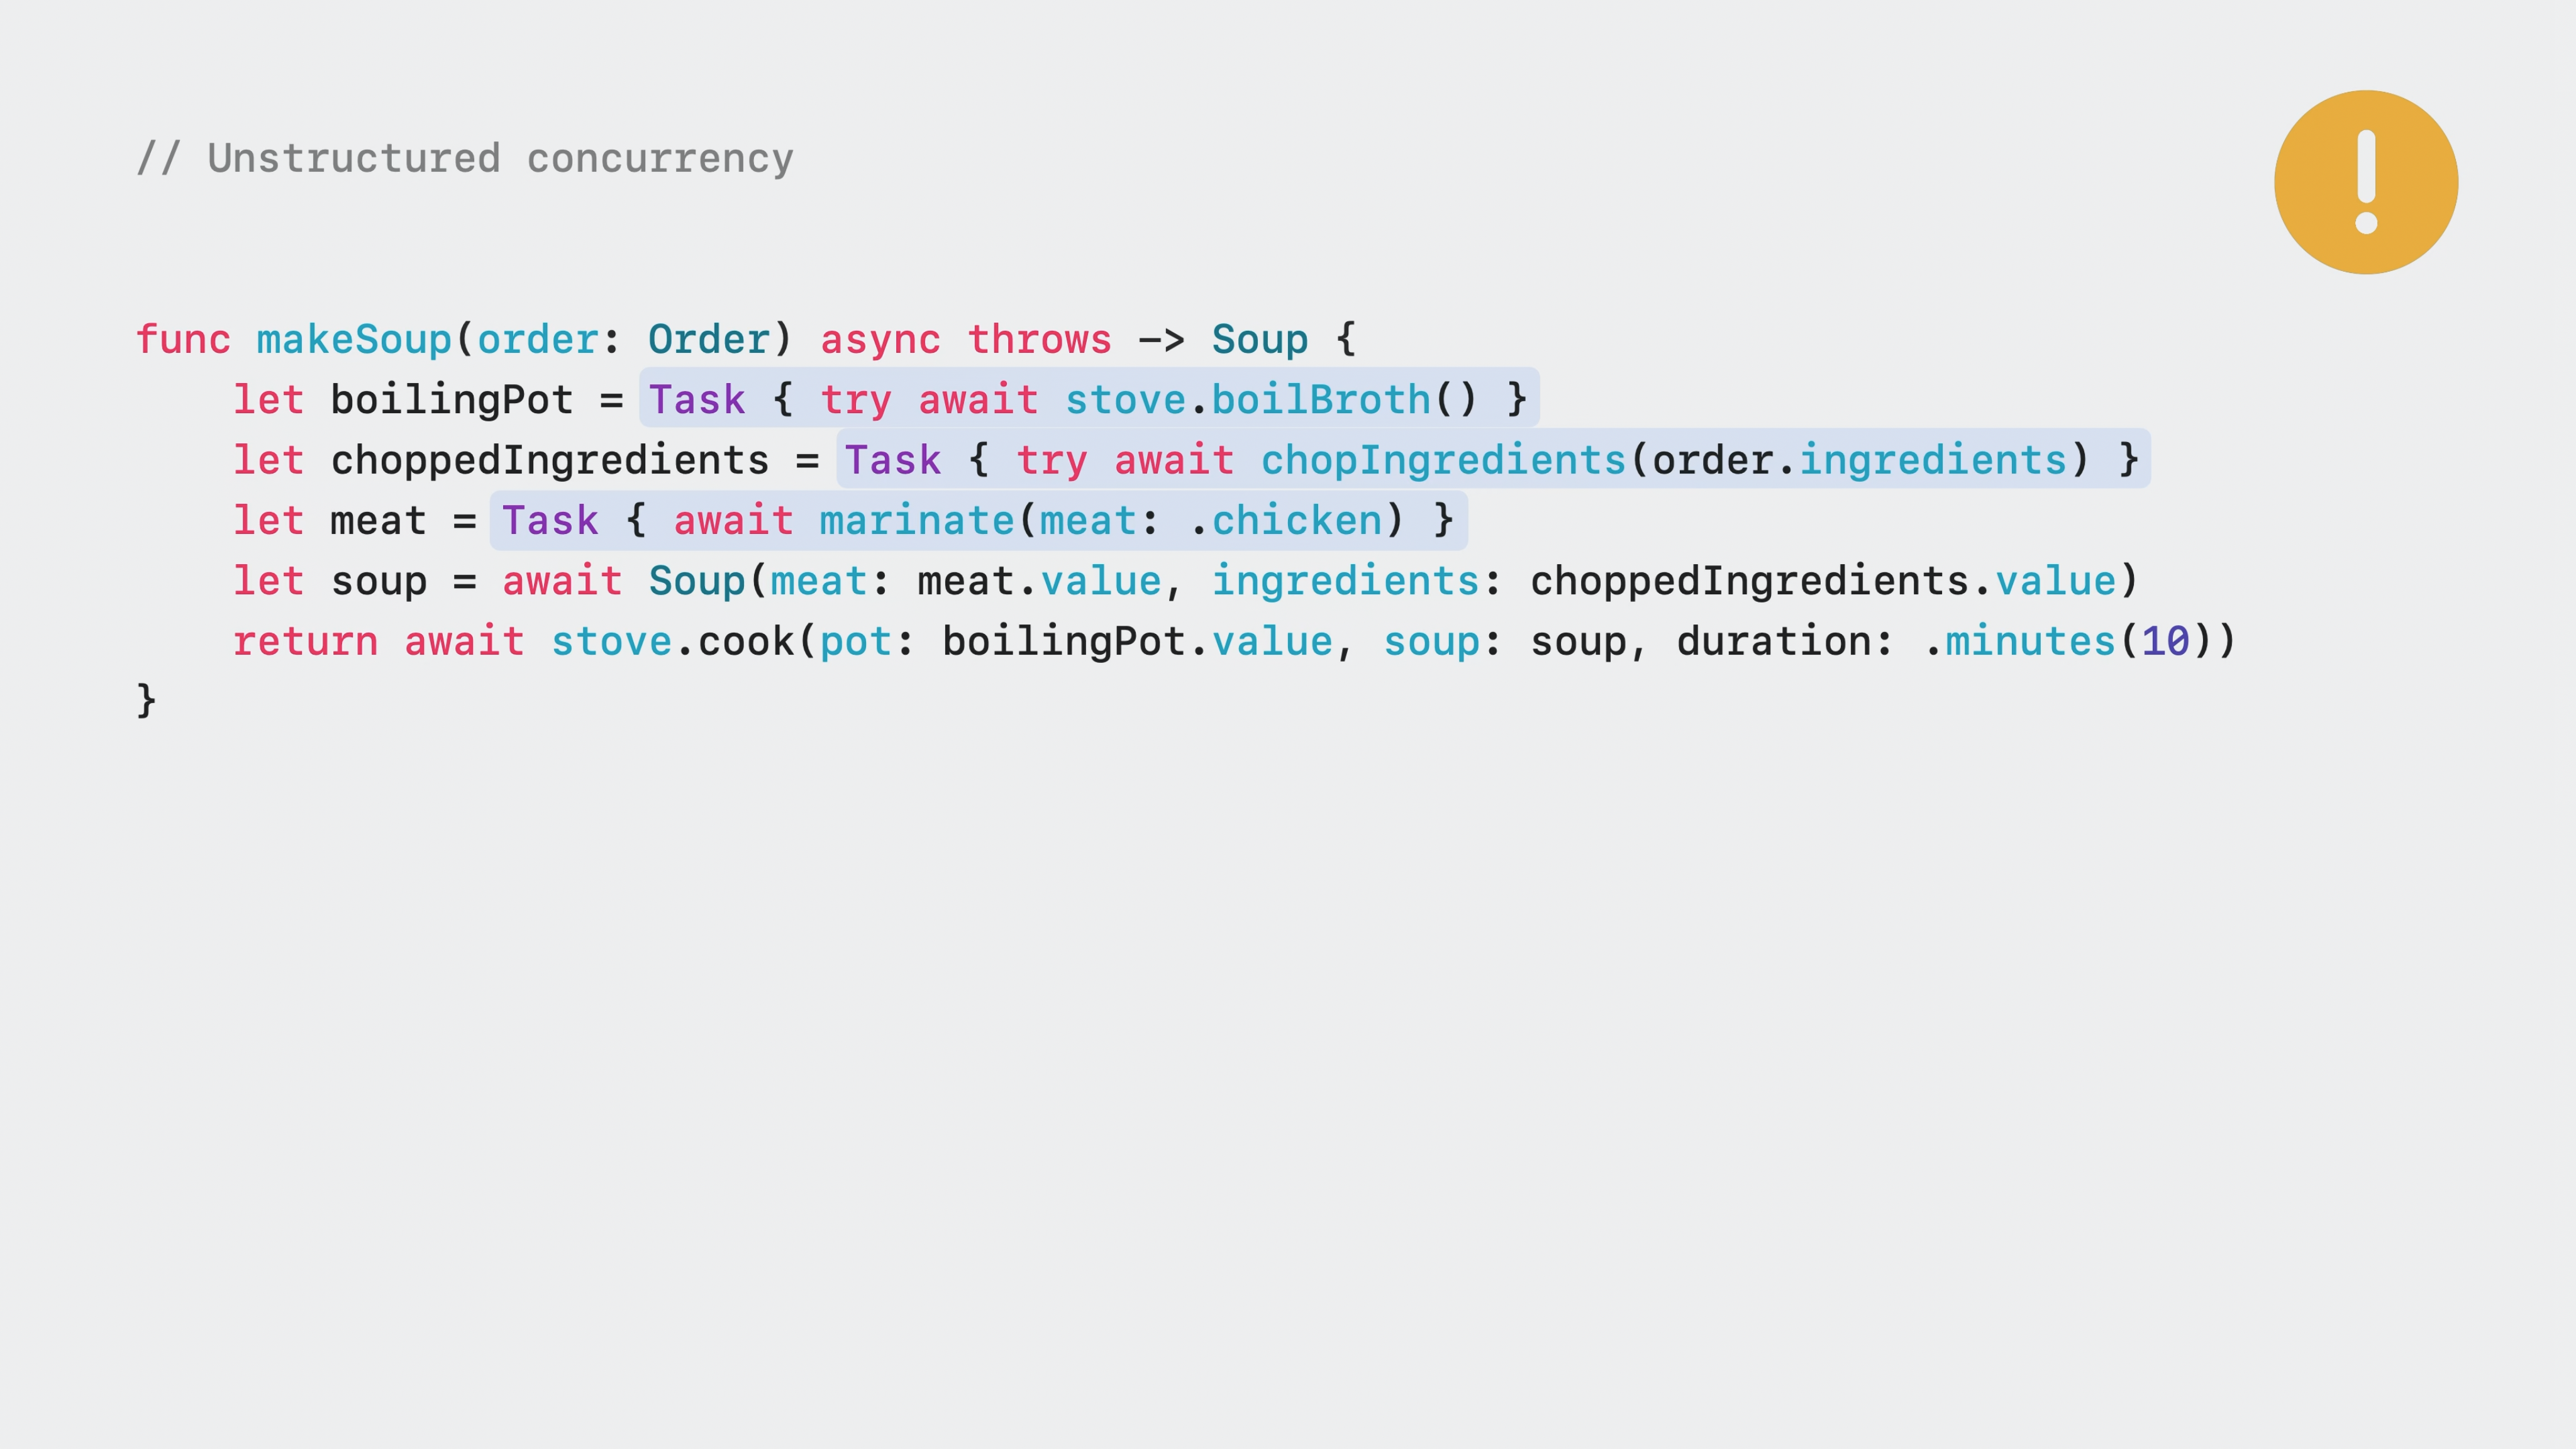 // Unstructured concurrency
func makeSoup(order: Order) async throws -> Soup {
    let boilingPot = Task { try await stove.boilBroth() }
    let choppedIngredients = Task { try await chopIngredients(order.ingredients) }
    let meat = Task { await marinate(meat: .chicken) }
    let soup = await Soup(meat: meat.value, ingredients: choppedIngredients.value)
    return await stove.cook(pot: boilingPot.value, soup: soup, duration: .minutes(10))
}